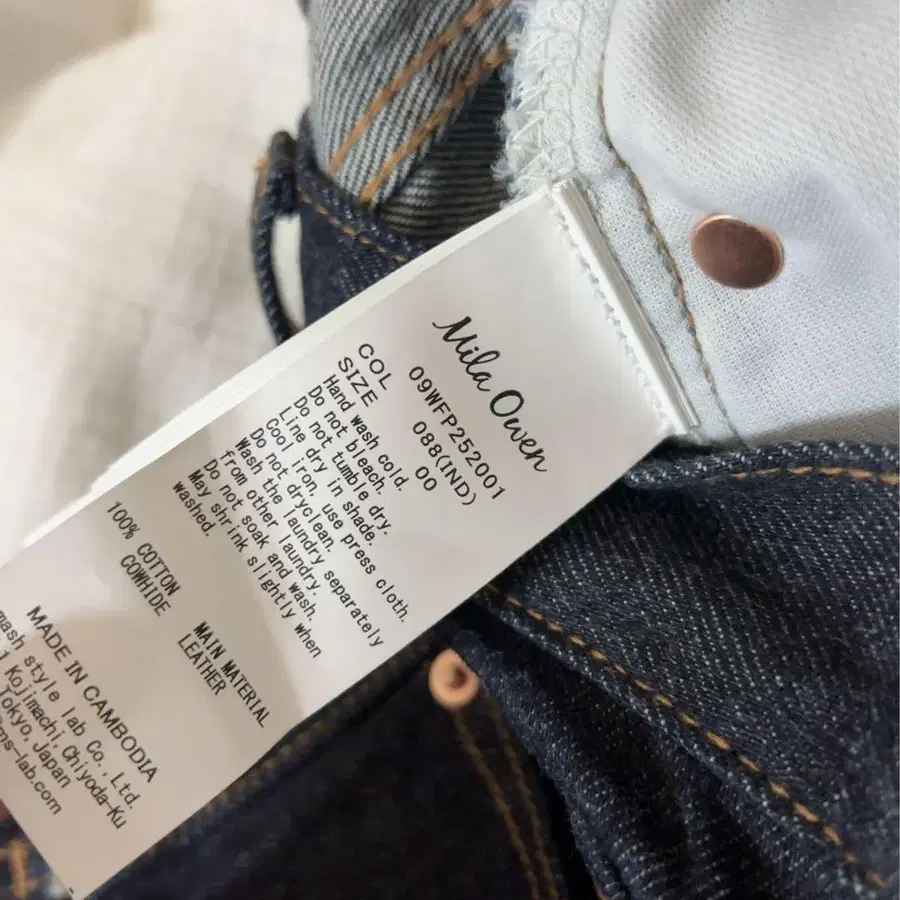 Mila Owen
09WFP252001
COL 088(IND)
SIZE 00
Hand wash cold.
Do not bleach.
Do not tumble dry.
Line dry in shade.
Cool iron, use press cloth.
Do not dryclean.
Wash the laundry separately
from other laundry.
Do not soak and wash.
May shrink slightly when
washed.
MAIN MATERIAL
100% COTTON
LEATHER
COWHIDE
MADE IN CAMBODIA
mash style lab Co., Ltd.
Kojimachi, Chiyoda-Ku
Tokyo, Japan
ms-lab.com